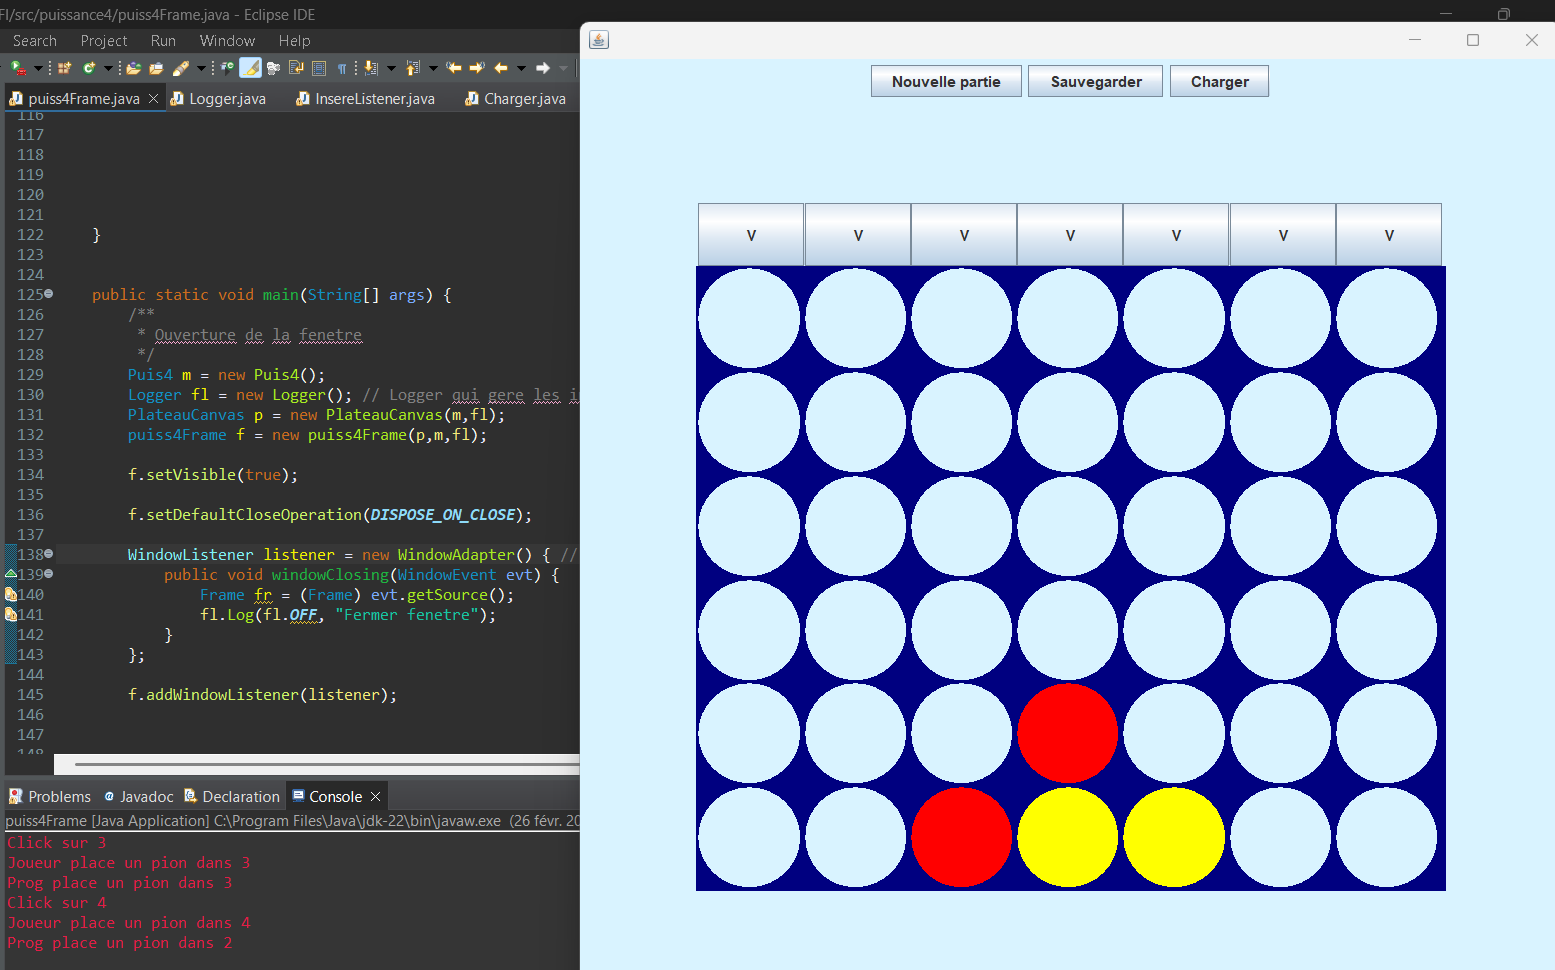 FI/src/puissance4/puiss4Frame.java - Eclipse IDE
Search Project Run Window Help
puiss4Frame.java Logger.java InsereListener.java Charger.java
116
117
118
119
120
121
122 }
123
124
125 public static void main(String[] args) {
126 /**
127 * Ouverture de la fenetre
128 */
129 Puis4 m = new Puis4();
130 Logger fl = new Logger(); // Logger qui gere les
131 PlateauCanvas p = new PlateauCanvas(m,fl);
132 puiss4Frame f = new puiss4Frame(p,m,fl);
133
134 f.setVisible(true);
135
136 f.setDefaultCloseOperation(DISPOSE_ON_CLOSE);
137
138 WindowListener listener = new WindowAdapter() { //
139 public void windowClosing(WindowEvent evt) {
140 Frame fr = (Frame) evt.getSource();
141 fl.Log(fl.OFF, "Fermer fenetre");
142 }
143 };
144
145 f.addWindowListener(listener);
146
147
148
Problems Javadoc Declaration Console
puiss4Frame [Java Application] C:\Program Files\Java\jdk-22\bin\javaw.exe (26 févr. 20
Click sur 3
Joueur place un pion dans 3
Prog place un pion dans 3
Click sur 4
Joueur place un pion dans 4
Prog place un pion dans 2
Nouvelle partie Sauvegarder Charger
V V V V V V V